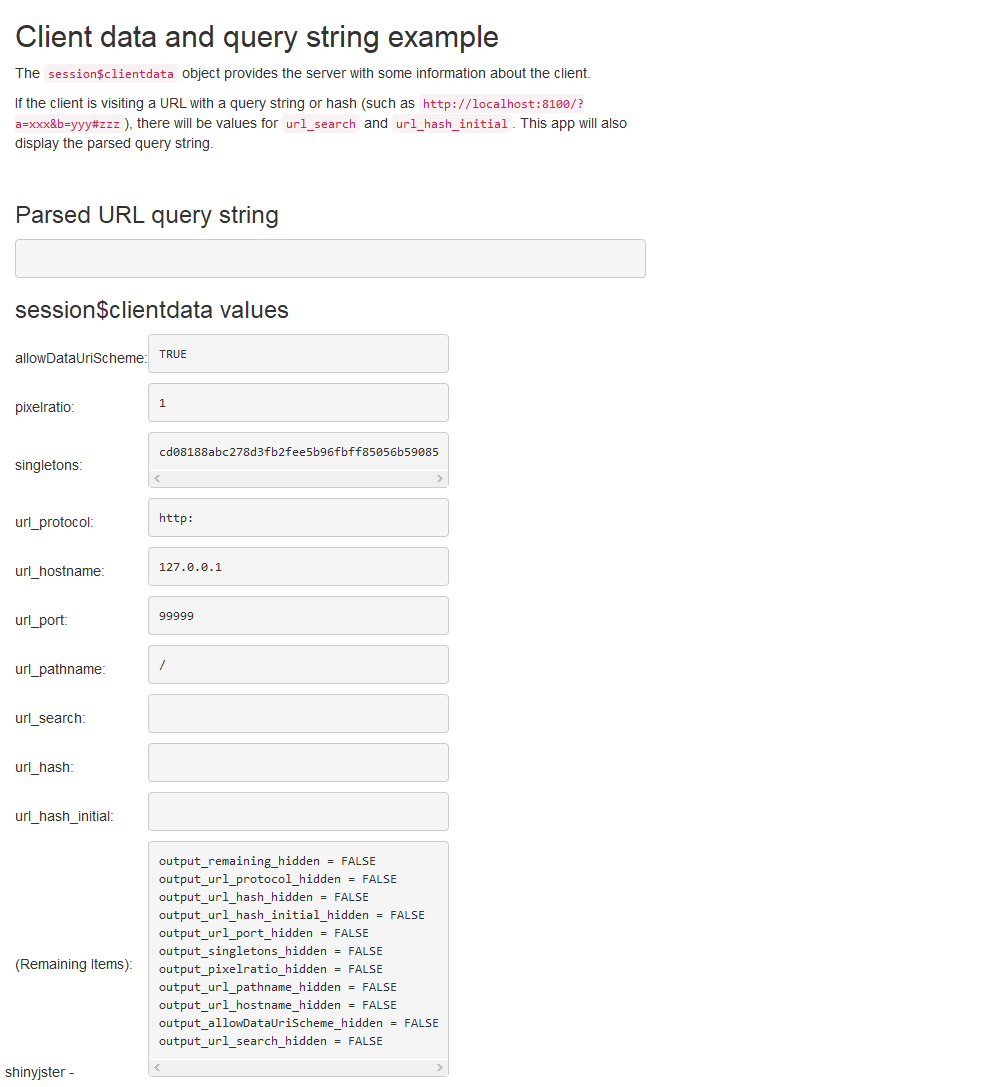 Client data and query string example
The session$clientdata object provides the server with some information about the client.
If the client is visiting a URL with a query string or hash (such as http://localhost:8100/?
a=xxx&b=yyy#zzz), there will be values for url_search and url_hash_initial. This app will also
display the parsed query string.
Parsed URL query string
session$clientdata values
allowDataUriScheme: TRUE
pixelratio: 1
singletons: cd08188abc278d3fb2fee5b96fbff85056b59085
url_protocol: http:
url_hostname: 127.0.0.1
url_port: 99999
url_pathname: /
url_search:
url_hash:
url_hash_initial:
(Remaining Items):
output_remaining_hidden = FALSE
output_url_protocol_hidden = FALSE
output_url_hash_hidden = FALSE
output_url_hash_initial_hidden = FALSE
output_url_port_hidden = FALSE
output_singletons_hidden = FALSE
output_pixelratio_hidden = FALSE
output_url_pathname_hidden = FALSE
output_url_hostname_hidden = FALSE
output_allowDataUriScheme_hidden = FALSE
output_url_search_hidden = FALSE
shinyjster -